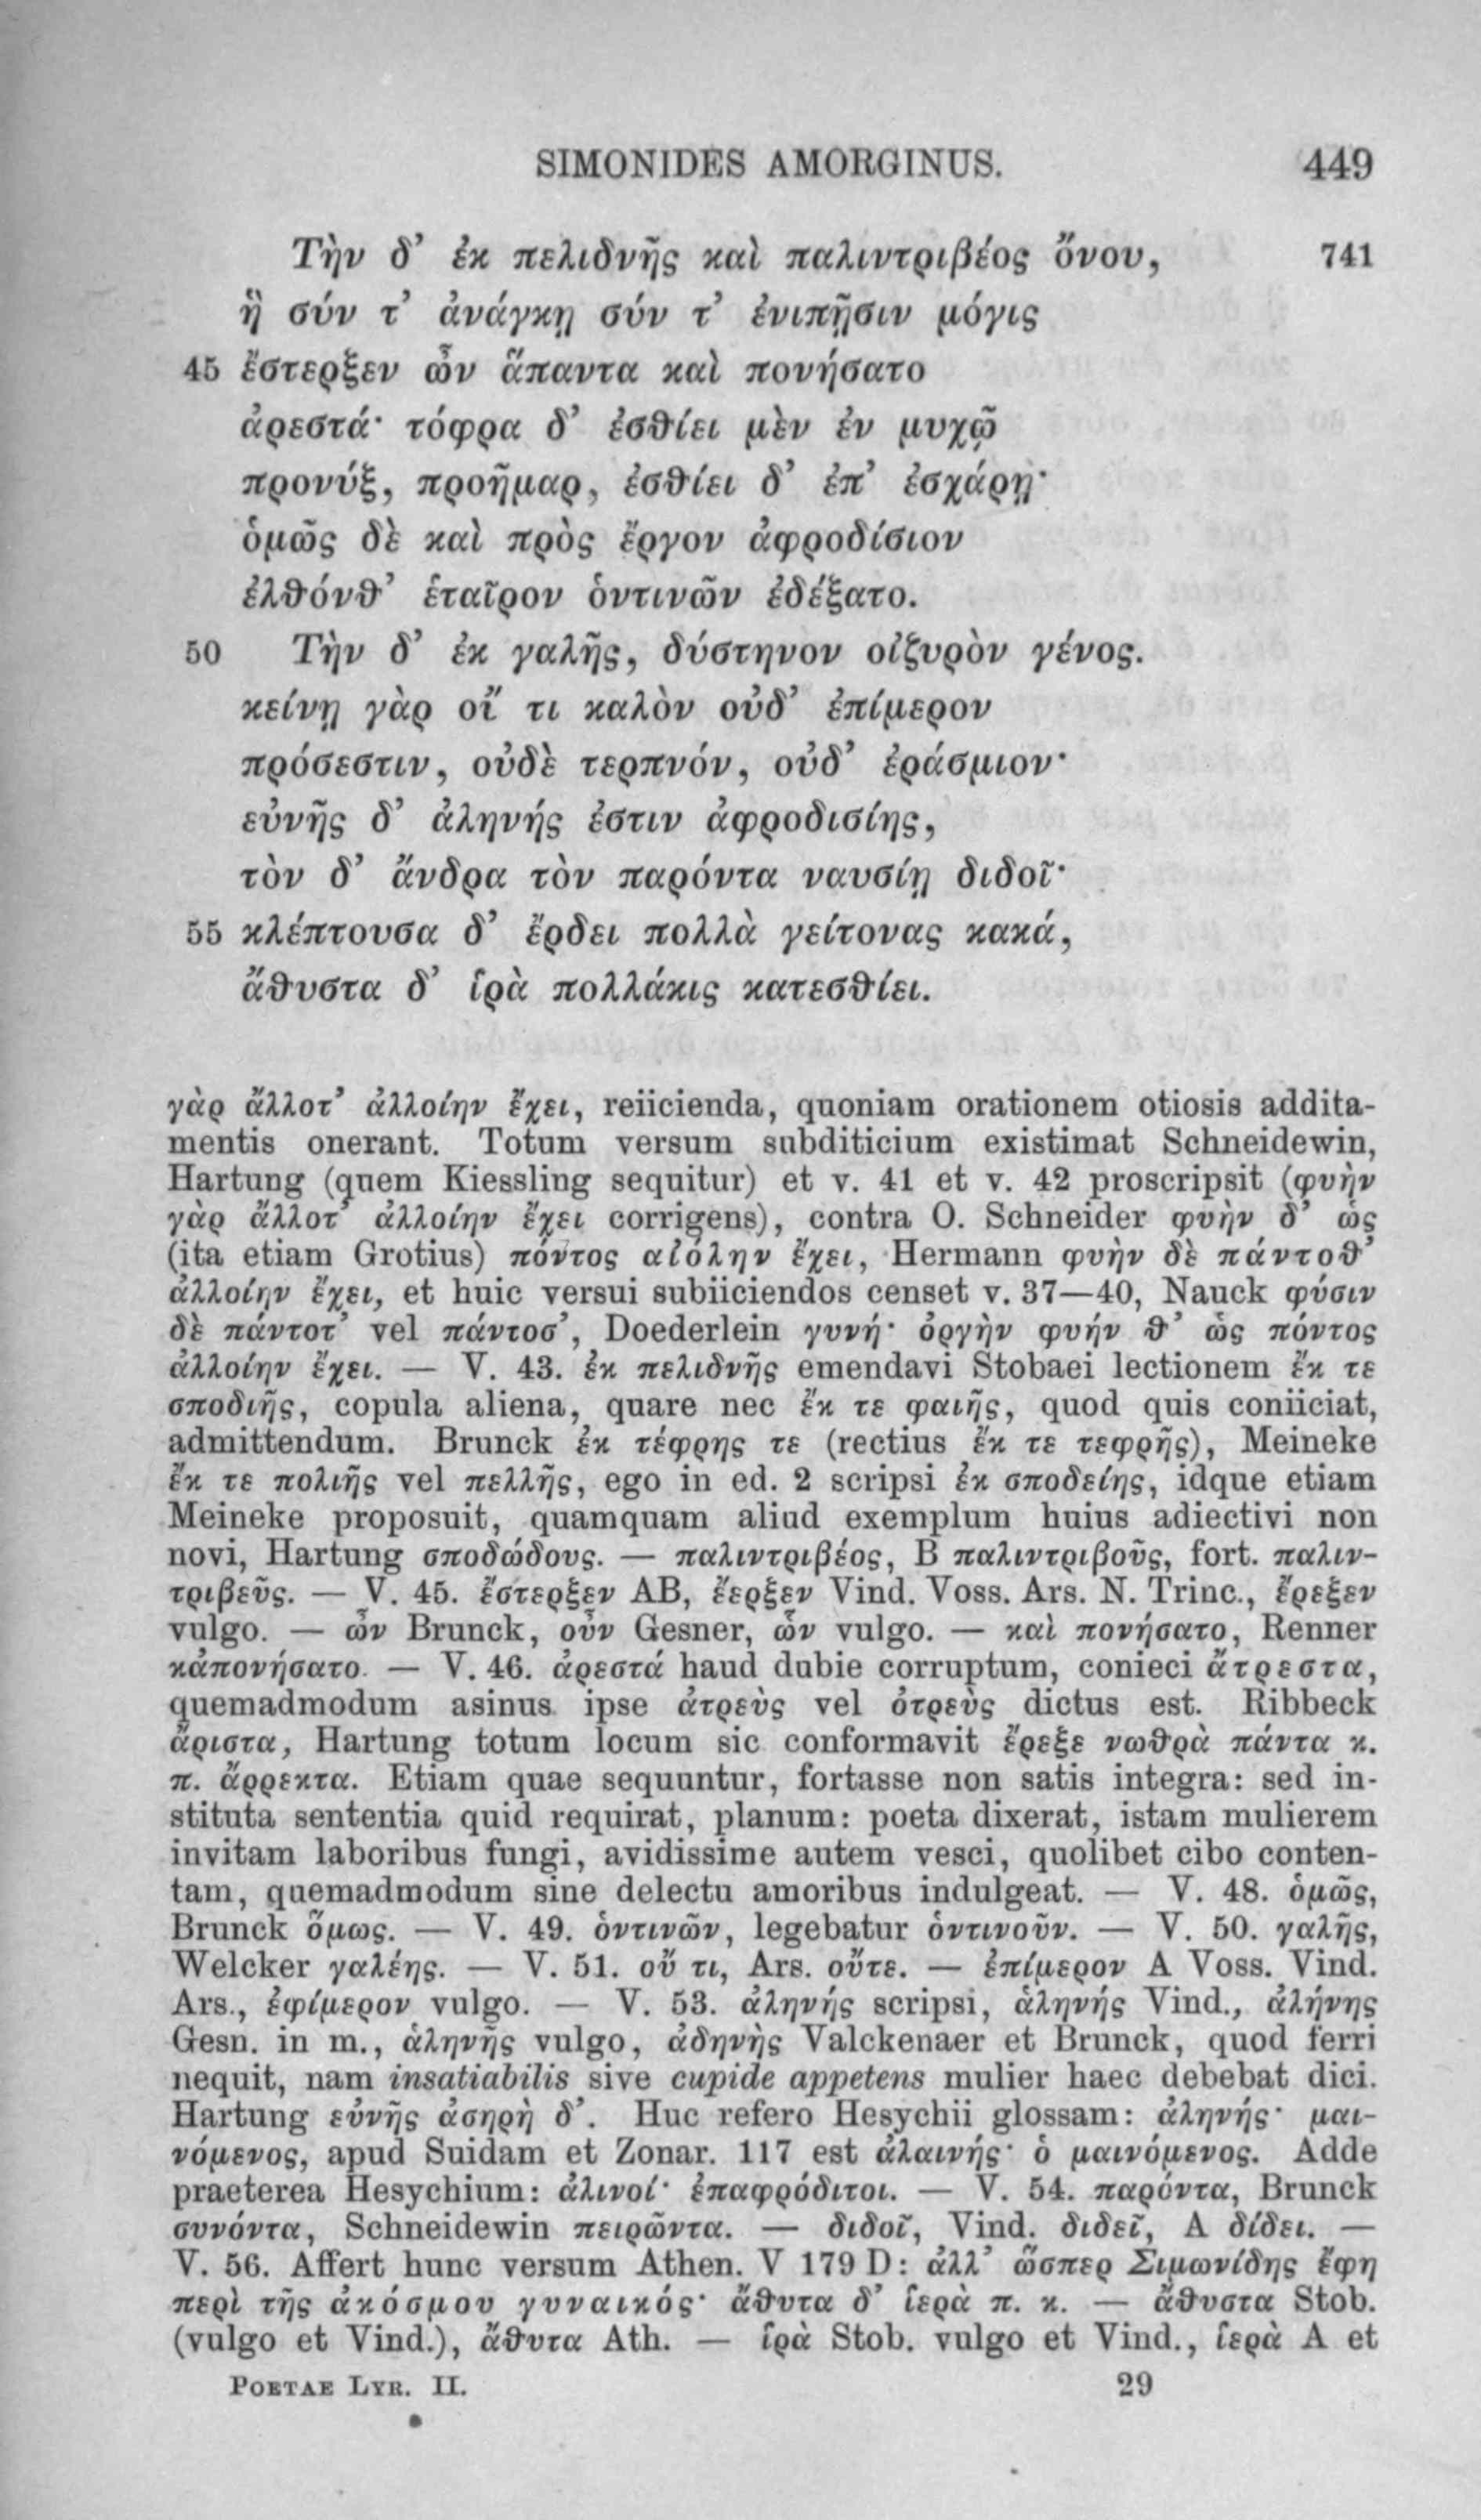 SIMONIDES AMORGINUS. 449
Τὴν δ’ ἐκ πελιδνῆς καὶ παλιντριβέος ὄνου, 741
ἣ σύν τ’ ἀνάγκῃ σύν τ’ ἐνιπῇσιν μόγις
45 ἔστερξεν ὦν ἅπαντα καὶ πονήσατο
ἀρεστά· τόφρα δ’ ἐσθίει μὲν ἐν μυχῷ
προνύξ, προῆμαρ, ἐσθίει δ’ ἐπ’ ἐσχάρῃ·
ὁμῶς δὲ καὶ πρὸς ἔργον ἀφροδίσιον
ἐλθόνθ’ ἑταῖρον ὁντινῶν ἐδέξατο.
50 Τὴν δ’ ἐκ γαλῆς, δύστηνον οἰζυρὸν γένος.
κείνῃ γὰρ οὔ τι καλὸν οὐδ’ ἐπίμερον
πρόσεστιν, οὐδὲ τερπνόν, οὐδ’ ἐράσμιον·
εὐνῆς δ’ ἀληνής ἐστιν ἀφροδισίης,
τὸν δ’ ἄνδρα τὸν παρόντα ναυσίῃ διδοῖ·
55 κλέπτουσα δ’ ἔρδει πολλὰ γείτονας κακά,
ἄθυστα δ’ ἱρὰ πολλάκις κατεσθίει.
γὰρ ἄλλοτ’ ἀλλοίην ἔχει, reiicienda, quoniam orationem otiosis addita-
mentis onerant. Totum versum subditicium existimat Schneidewin,
Hartung (quem Kiessling sequitur) et v. 41 et v. 42 proscripsit (φυὴν
γὰρ ἄλλοτ’ ἀλλοίην ἔχει corrigens), contra O. Schneider φυὴν δ’ ὡς
(ita etiam Grotius) πόντος αἰόλην ἔχει, Hermann φυὴν δὲ πάντοθ’
ἀλλοίην ἔχει, et huic versui subiiciendos censet v. 37—40, Nauck φύσιν
δὲ πάντοτ’ vel πάντοσ’, Doederlein γυνή· ὀργὴν φυήν θ’ ὡς πόντος
ἀλλοίην ἔχει. — V. 43. ἐκ πελιδνῆς emendavi Stobaei lectionem ἔκ τε
σποδιῆς, copula aliena, quare nec ἔκ τε φαιῆς, quod quis coniiciat,
admittendum. Brunck ἐκ τέφρης τε (rectius ἔκ τε τεφρῆς), Meineke
ἔκ τε πολιῆς vel πελλῆς, ego in ed. 2 scripsi ἐκ σποδείης, idque etiam
Meineke proposuit, quamquam aliud exemplum huius adiectivi non
novi, Hartung σποδώδους. — παλιντριβέος, B παλιντριβοῦς, fort. παλιν-
τριβεῦς. — V. 45. ἔστερξεν AB, ἔερξεν Vind. Voss. Ars. N. Trinc., ἔρεξεν
vulgo. — ὦν Brunck, οὖν Gesner, ὧν vulgo. — καὶ πονήσατο, Renner
κἀπονήσατο. — V. 46. ἀρεστά haud dubie corruptum, conieci ἄτρεστα,
quemadmodum asinus ipse ἀτρεὺς vel ὀτρεὺς dictus est. Ribbeck
ἄριστα, Hartung totum locum sic conformavit ἔρεξε νωθρὰ πάντα κ.
π. ἄρρεκτα. Etiam quae sequuntur, fortasse non satis integra: sed in-
stituta sententia quid requirat, planum: poeta dixerat, istam mulierem
invitam laboribus fungi, avidissime autem vesci, quolibet cibo conten-
tam, quemadmodum sine delectu amoribus indulgeat. — V. 48. ὁμῶς,
Brunck ὅμως. — V. 49. ὁντινῶν, legebatur ὁντινοῦν. — V. 50. γαλῆς,
Welcker γαλέης. — V. 51. οὔ τι, Ars. οὔτε. — ἐπίμερον A Voss. Vind.
Ars., ἐφίμερον vulgo. — V. 53. ἀληνής scripsi, ἁληνής Vind., ἀλήνης
Gesn. in m., ἁληνῆς vulgo, ἀδηνὴς Valckenaer et Brunck, quod ferri
nequit, nam insatiabilis sive cupide appetens mulier haec debebat dici.
Hartung εὐνῆς ἀσηρὴ δ’. Huc refero Hesychii glossam: ἀληνής· μαι-
νόμενος, apud Suidam et Zonar. 117 est ἀλαινής· ὁ μαινόμενος. Adde
praeterea Hesychium: ἀλινοί· ἐπαφρόδιτοι. — V. 54. παρόντα, Brunck
συνόντα, Schneidewin πειρῶντα. — διδοῖ, Vind. διδεῖ, A δίδει. —
V. 56. Affert hunc versum Athen. V 179 D: ἀλλ’ ὥσπερ Σιμωνίδης ἔφη
περὶ τῆς ἀκόσμου γυναικός· ἄθυτα δ’ ἱερὰ π. κ. — ἄθυστα Stob.
(vulgo et Vind.), ἄθυτα Ath. — ἱρὰ Stob. vulgo et Vind., ἱερὰ A et
POETAE LYR. II. 29